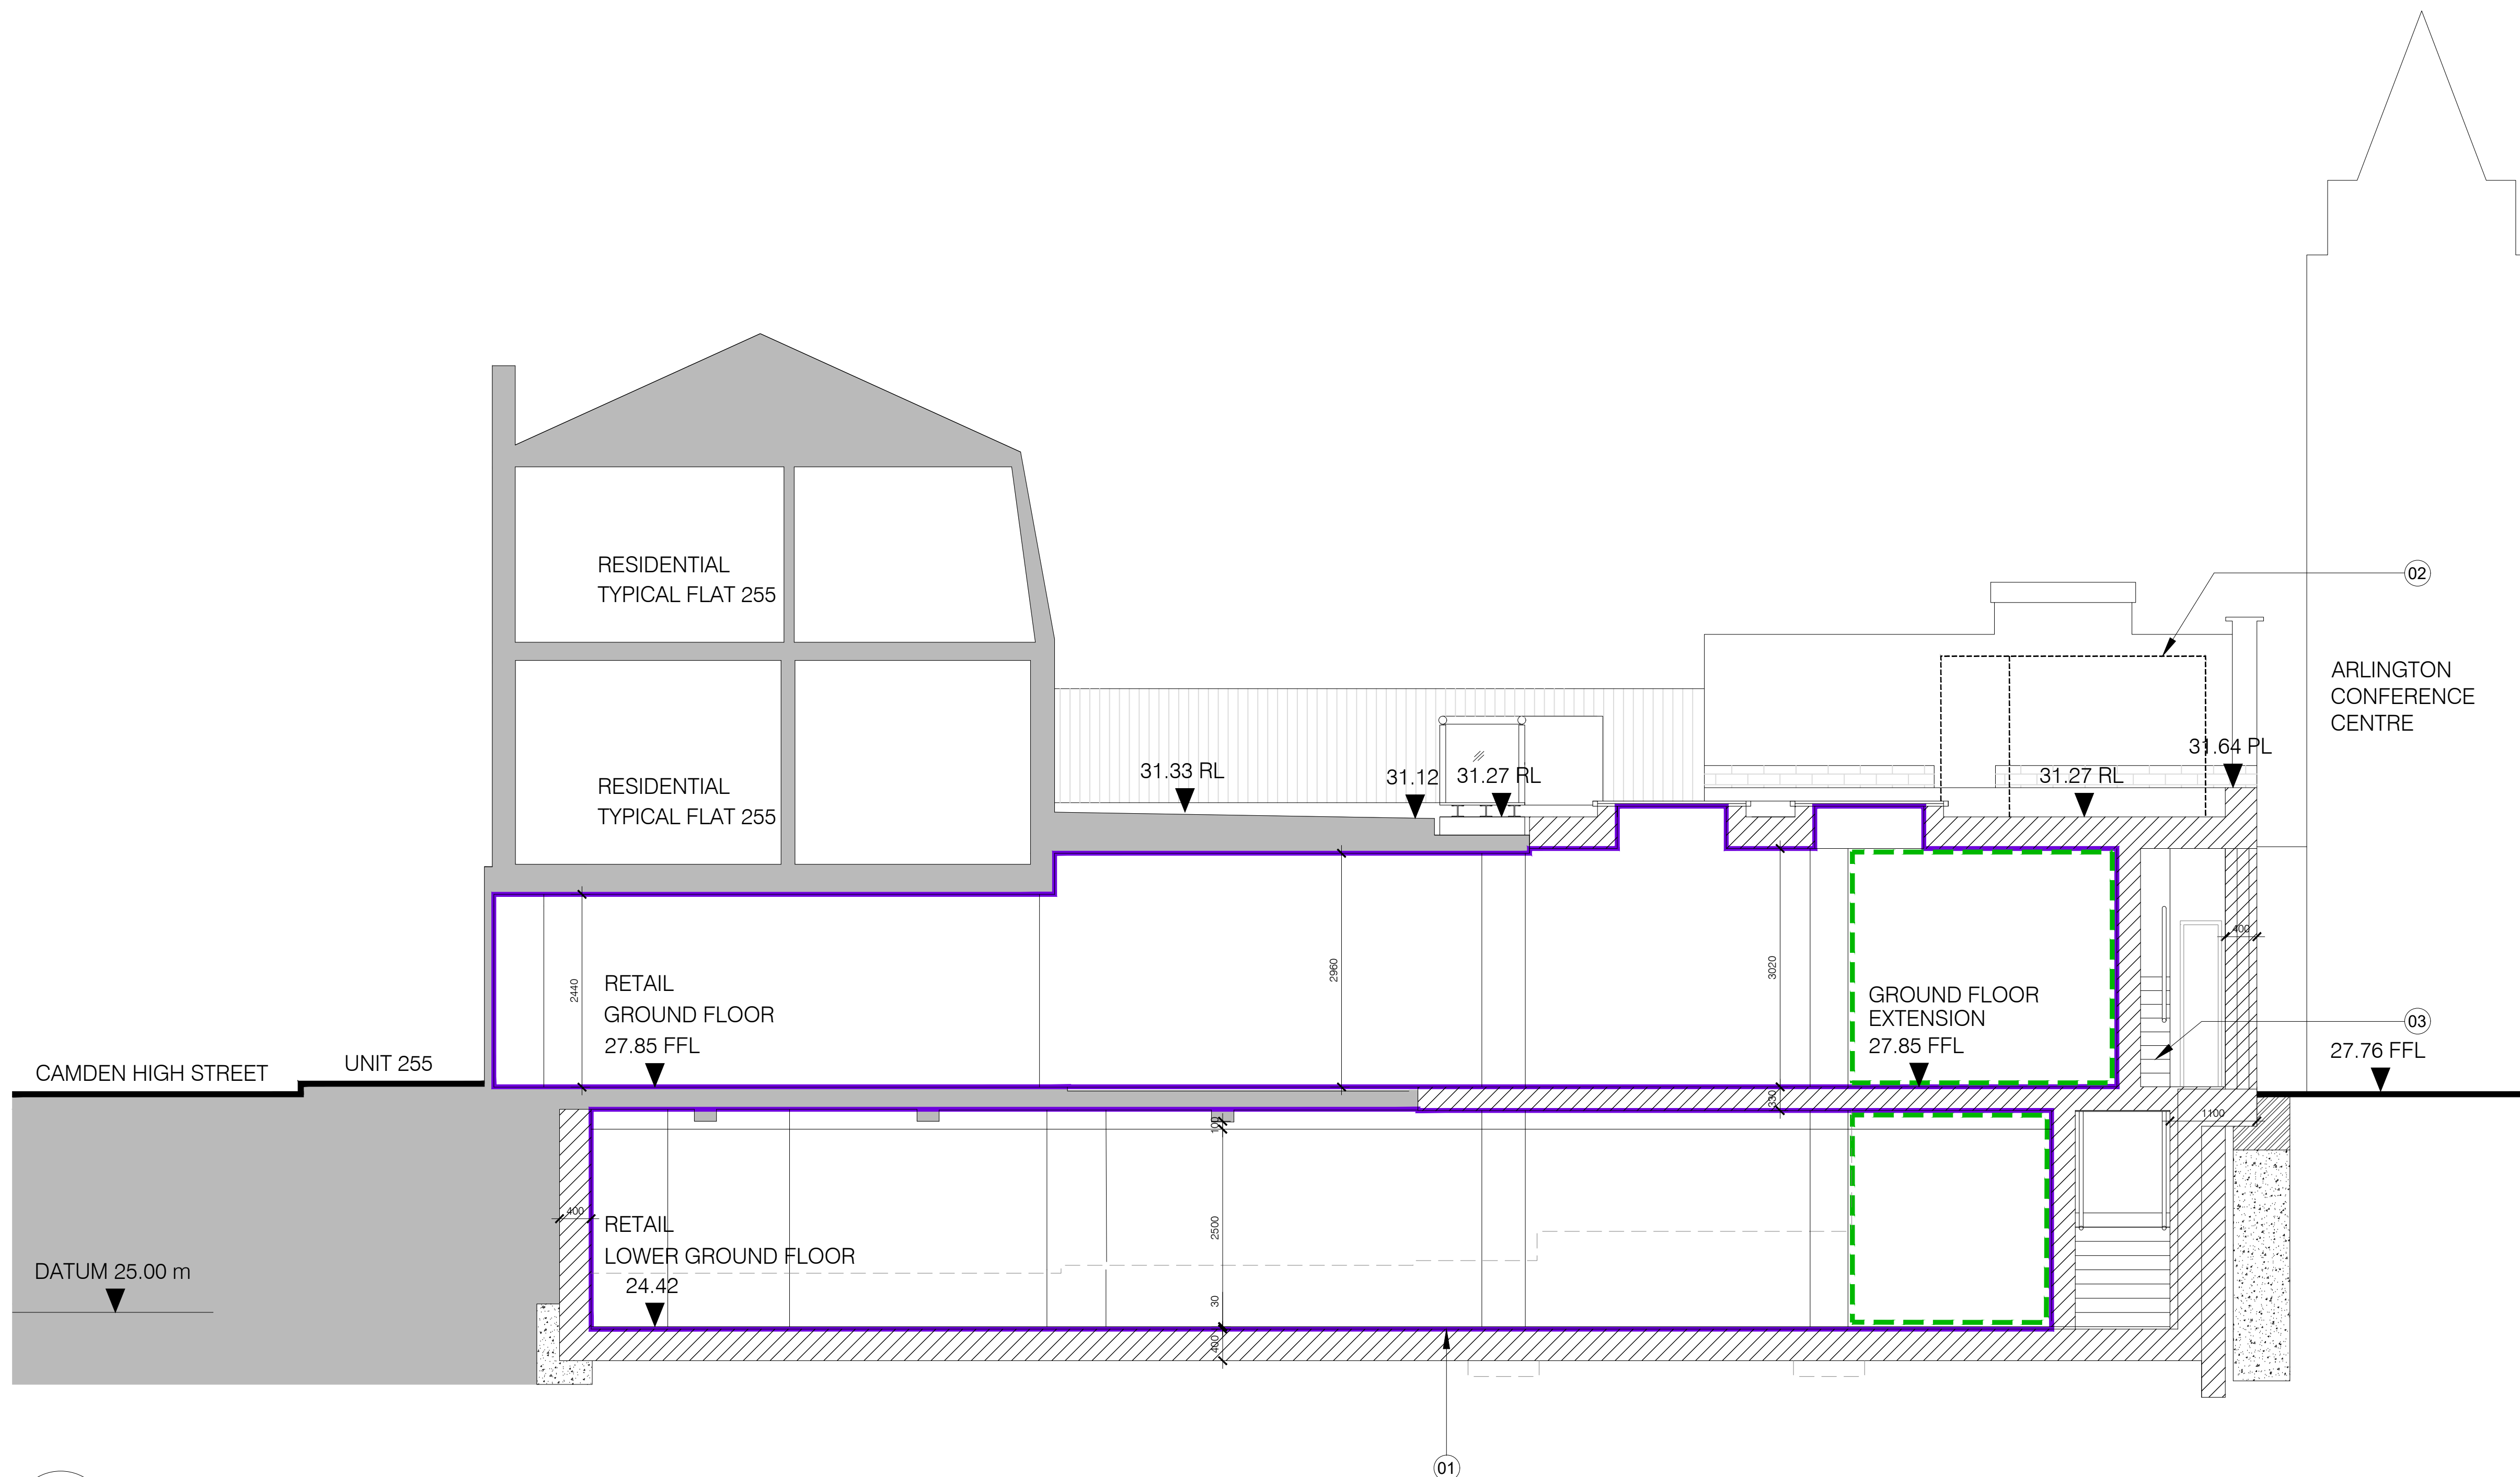 02
RESIDENTIAL
TYPICAL FLAT 255
ARLINGTON
CONFERENCE
CENTRE
31.64 PL
31.33 RL
31.12
31.27 RL
31.27 RL
RESIDENTIAL
TYPICAL FLAT 255
400
2440
2960
3020
RETAIL
GROUND FLOOR
27.85 FFL
GROUND FLOOR
EXTENSION
27.85 FFL
03
27.76 FFL
CAMDEN HIGH STREET
UNIT 255
330
100
1100
400
2500
RETAIL
LOWER GROUND FLOOR
24.42
DATUM 25.00 m
30
400
01